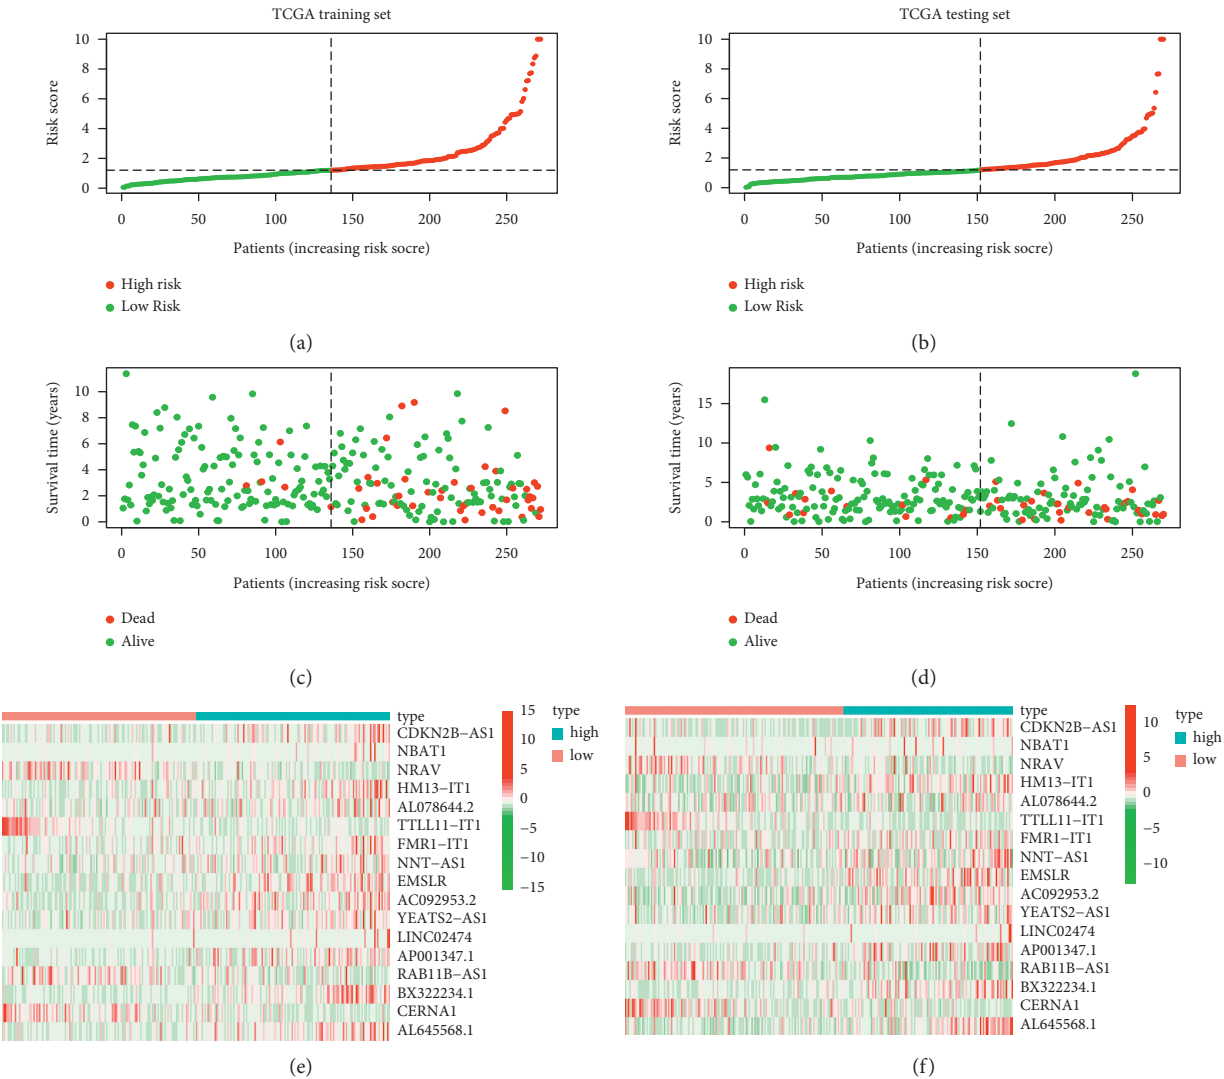 TCGA training set
10
8
6
4
2
0
Risk score
0 50 100 150 200 250
Patients (increasing risk socre)
High risk
Low Risk
(a)
TCGA testing set
10
8
6
4
2
0
Risk score
0 50 100 150 200 250
Patients (increasing risk socre)
High risk
Low Risk
(b)
10
8
6
4
2
0
Survival time (years)
0 50 100 150 200 250
Patients (increasing risk socre)
Dead
Alive
(c)
15
10
5
0
Survival time (years)
0 50 100 150 200 250
Patients (increasing risk socre)
Dead
Alive
(d)
type
CDKN2B−AS1
NBAT1
NRAV
HM13−IT1
AL078644.2
TTLL11−IT1
FMR1−IT1
NNT−AS1
EMSLR
AC092953.2
YEATS2−AS1
LINC02474
AP001347.1
RAB11B−AS1
BX322234.1
CERNA1
AL645568.1
15
10
5
0
−5
−10
−15
type
high
low
(e)
type
CDKN2B−AS1
NBAT1
NRAV
HM13−IT1
AL078644.2
TTLL11−IT1
FMR1−IT1
NNT−AS1
EMSLR
AC092953.2
YEATS2−AS1
LINC02474
AP001347.1
RAB11B−AS1
BX322234.1
CERNA1
AL645568.1
10
5
0
−5
−10
type
high
low
(f)